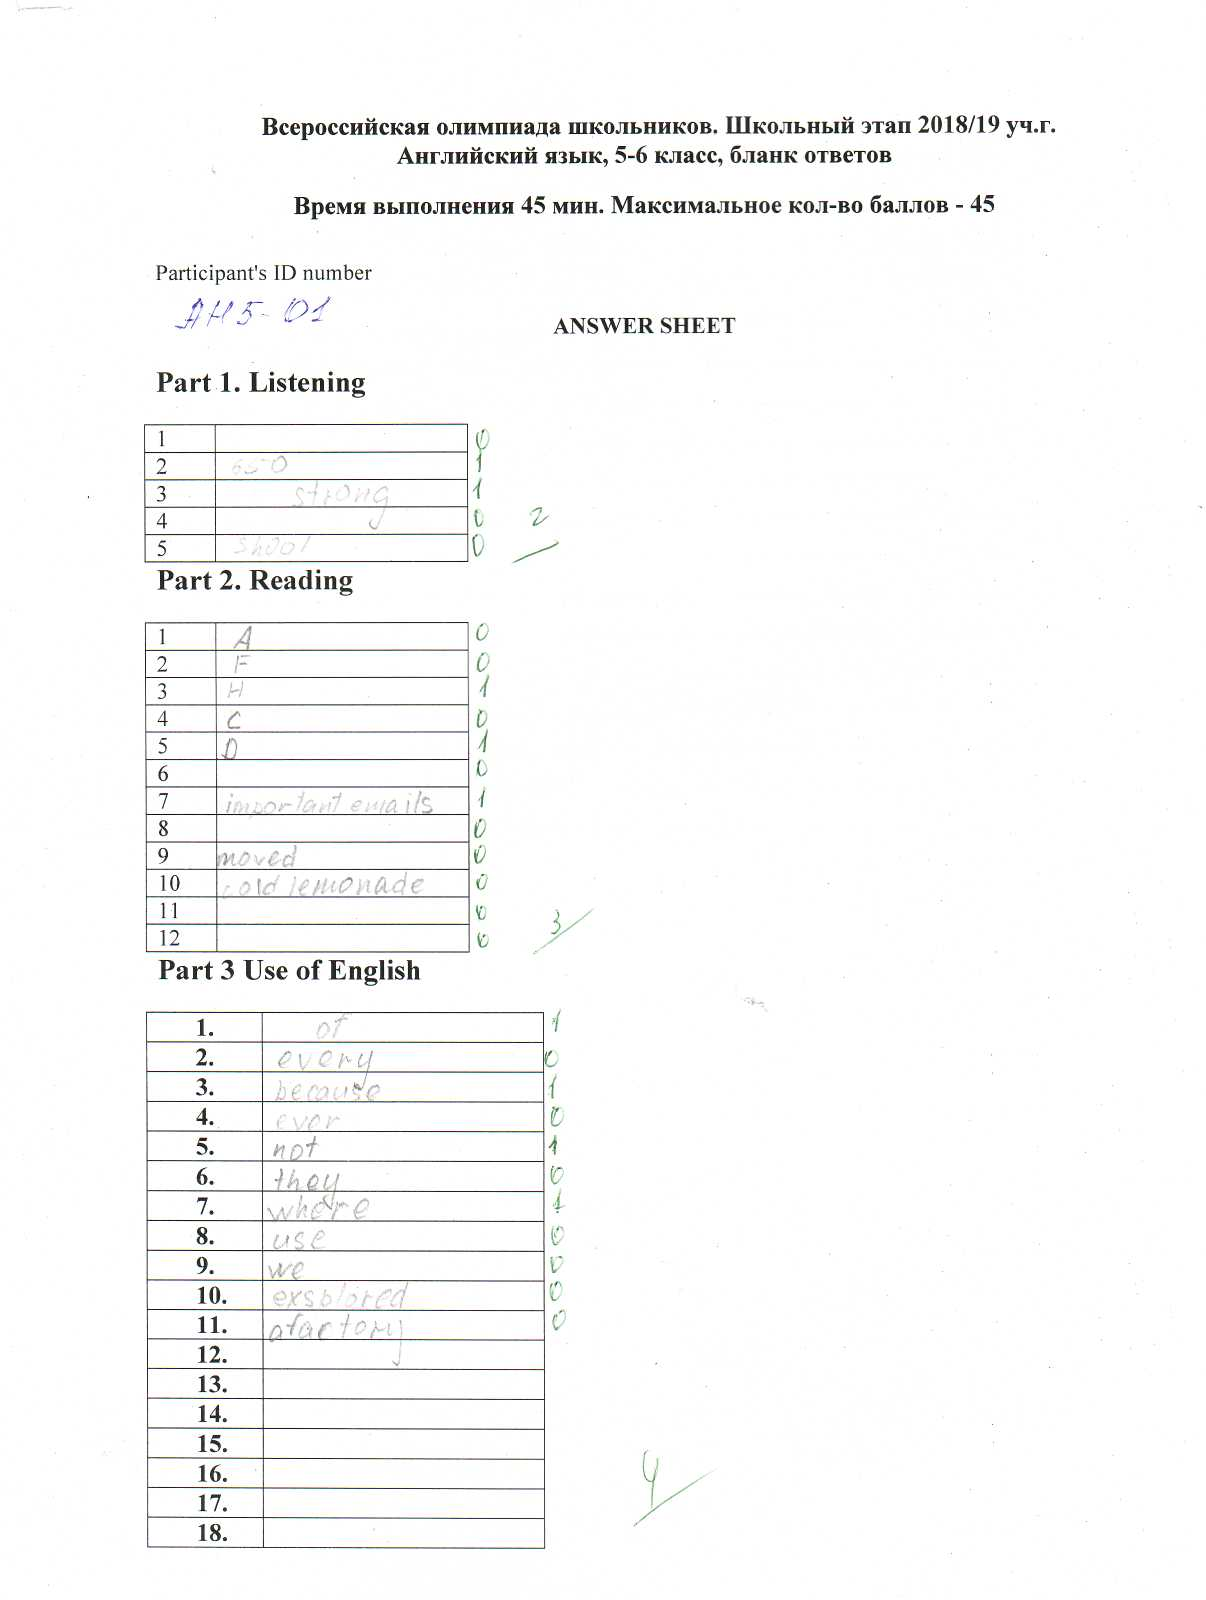 Всероссийская олимпиада школьников. Школьный этап 2018/19 уч.г.
Английский язык, 5-6 класс, бланк ответов
Время выполнения 45 мин. Максимальное кол-во баллов - 45
Participant's ID number
АН5-01
ANSWER SHEET
Part 1. Listening
1 0
2 650 1
3 strong 1
4 0 2
5 shool 0
Part 2. Reading
1 A 0
2 F 0
3 H 1
4 C 0
5 D 1
6 0
7 important emails 1
8 0
9 moved 0
10 cold lemonade 0
11 0 3
12 0
Part 3 Use of English
1. of 1
2. every 0
3. because 1
4. ever 0
5. not 1
6. they 0
7. where 1
8. use 0
9. we 0
10. exsplored 0
11. afactory 0
12.
13.
14.
15.
16. 4
17.
18.